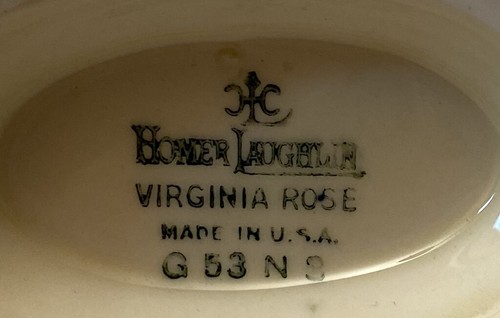 HOMER LAUGHLIN
VIRGINIA ROSE
MADE IN U.S.A.
G 53 N 8